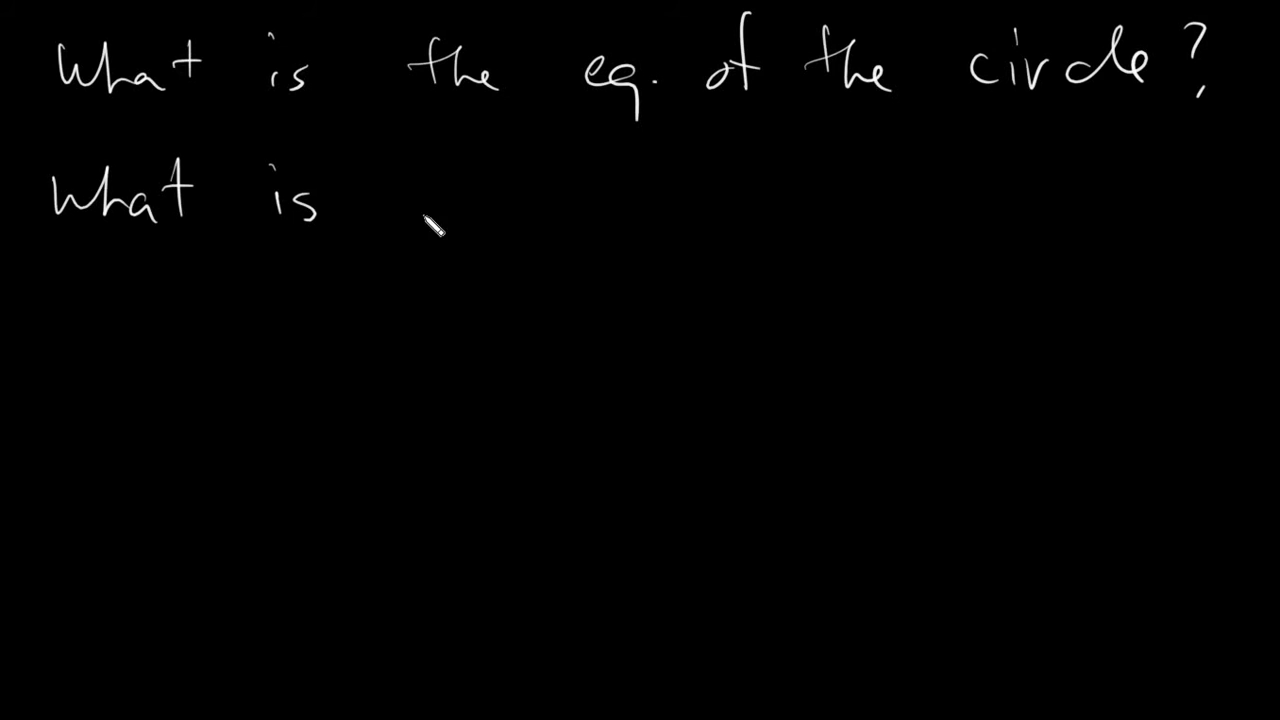 What is the eq. of the circle?
What is